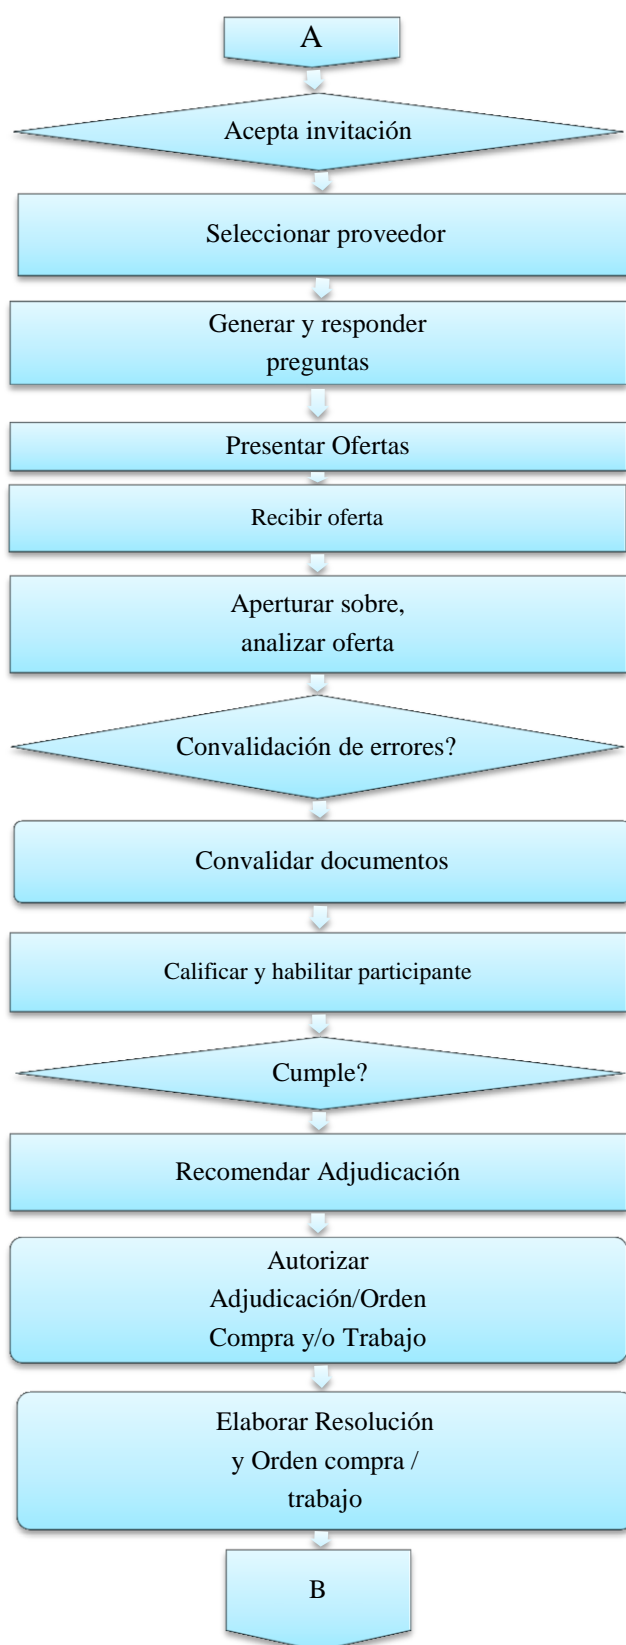 A
Acepta invitación
Seleccionar proveedor
Generar y responder
preguntas
Presentar Ofertas
Recibir oferta
Aperturar sobre,
analizar oferta
Convalidación de errores?
Convalidar documentos
Calificar y habilitar participante
Cumple?
Recomendar Adjudicación
Autorizar
Adjudicación/Orden
Compra y/o Trabajo
Elaborar Resolución
y Orden compra /
trabajo
B